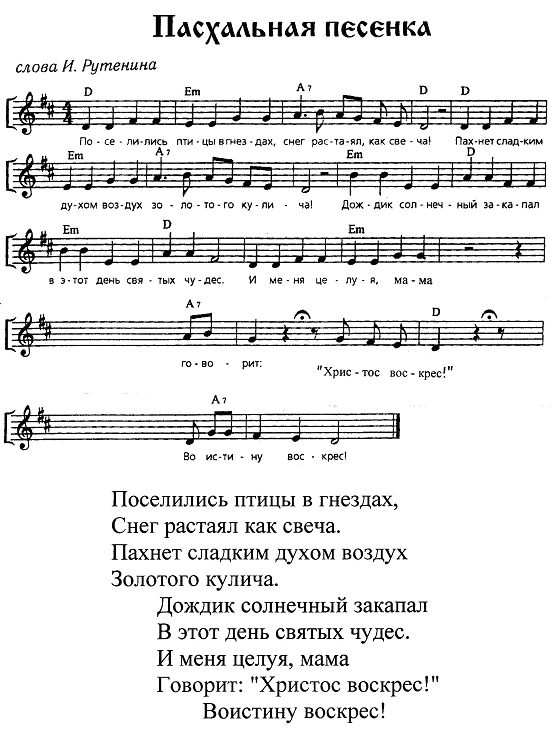 Пасхальная песенка
слова И. Рутенина
D Em A7 D D
По - се - ли-лись пти - цы в гнез - дах, снег рас - та - ял, как све - ча! Пах-нет слад-ким
Em A7 Em
ду-хом воз-дух зо - ло - то-го ку - ли - ча! Дож - дик сол - неч - ный за - ка - пал
Em D Em
в э-тот день свя - тых чу - дес. И ме - ня це - лу - я, ма - ма
A7 D
го - во - рит: "Хрис - тос вос - крес!"
A7
Во ис-ти - ну вос - крес!
Поселились птицы в гнездах,
Снег растаял как свеча.
Пахнет сладким духом воздух
Золотого кулича.
Дождик солнечный закапал
В этот день святых чудес.
И меня целуя, мама
Говорит: "Христос воскрес!"
Воистину воскрес!